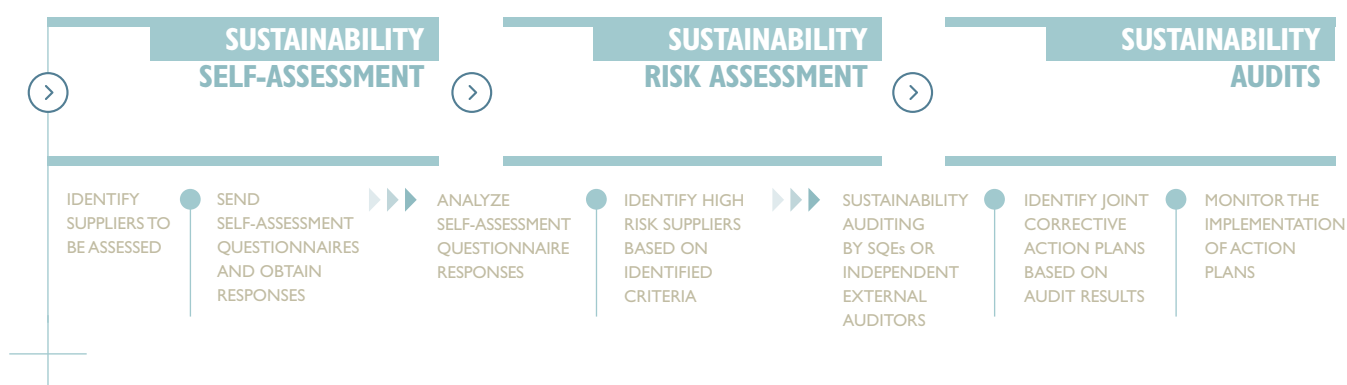 SUSTAINABILITY
SELF-ASSESSMENT
SUSTAINABILITY
RISK ASSESSMENT
SUSTAINABILITY
AUDITS
IDENTIFY
SUPPLIERS TO
BE ASSESSED
SEND
SELF-ASSESSMENT
QUESTIONNAIRES
AND OBTAIN
RESPONSES
ANALYZE
SELF-ASSESSMENT
QUESTIONNAIRE
RESPONSES
IDENTIFY HIGH
RISK SUPPLIERS
BASED ON
IDENTIFIED
CRITERIA
SUSTAINABILITY
AUDITING
BY SQEs OR
INDEPENDENT
EXTERNAL
AUDITORS
IDENTIFY JOINT
CORRECTIVE
ACTION PLANS
BASED ON
AUDIT RESULTS
MONITOR THE
IMPLEMENTATION
OF ACTION
PLANS